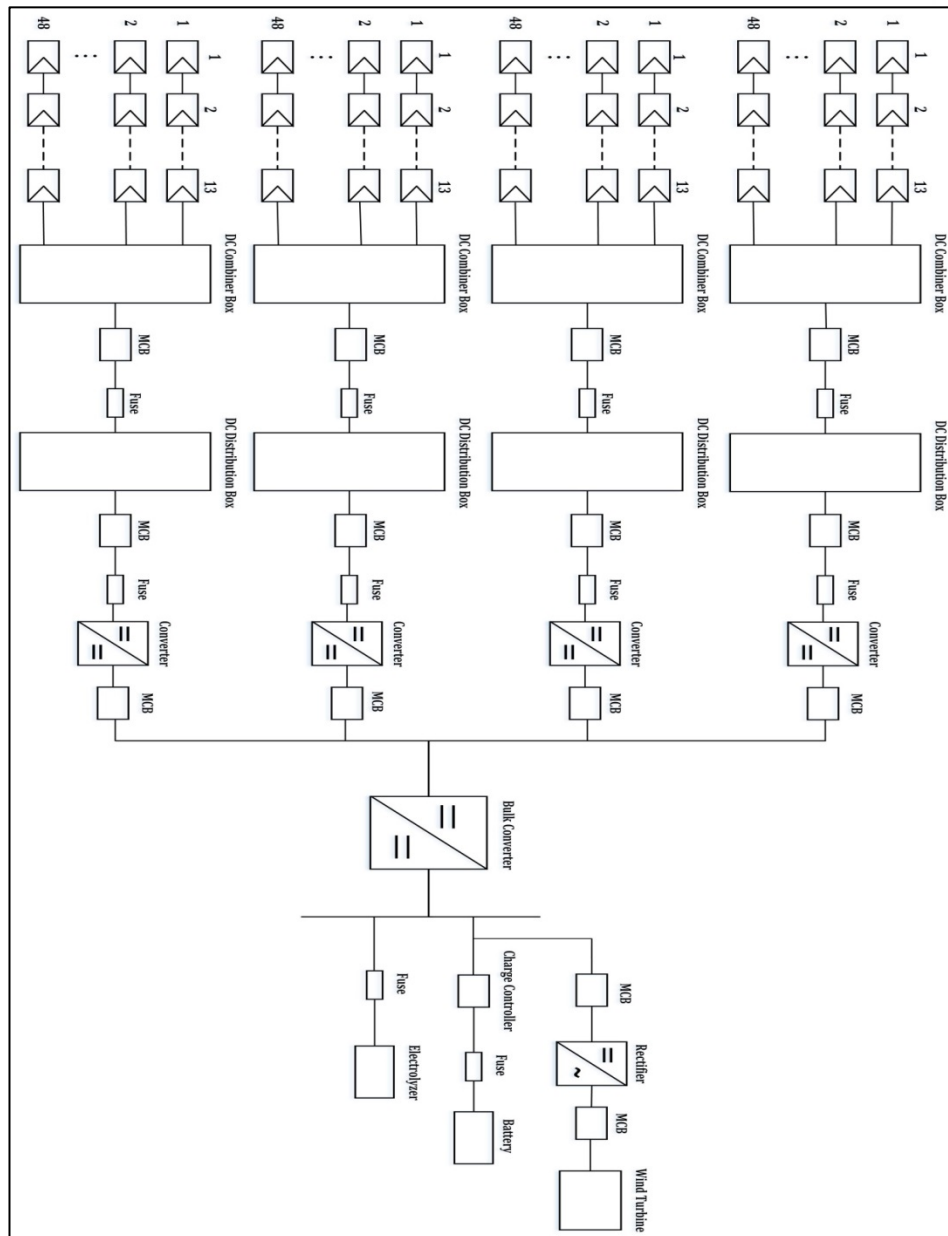 48
2
1
48
2
1
48
2
1
48
2
1
...
1
...
1
...
1
...
1
2
2
2
2
13
13
13
13
DC Combiner Box
DC Combiner Box
DC Combiner Box
DC Combiner Box
MCB
MCB
MCB
MCB
Fuse
Fuse
Fuse
Fuse
DC Distribution Box
DC Distribution Box
DC Distribution Box
DC Distribution Box
MCB
MCB
MCB
MCB
Fuse
Fuse
Fuse
Fuse
Converter
Converter
Converter
Converter
MCB
MCB
MCB
MCB
Bulk Converter
Fuse
Electrolyzer
Charge Controller
Fuse
Battery
MCB
Rectifier
~
MCB
Wind Turbine